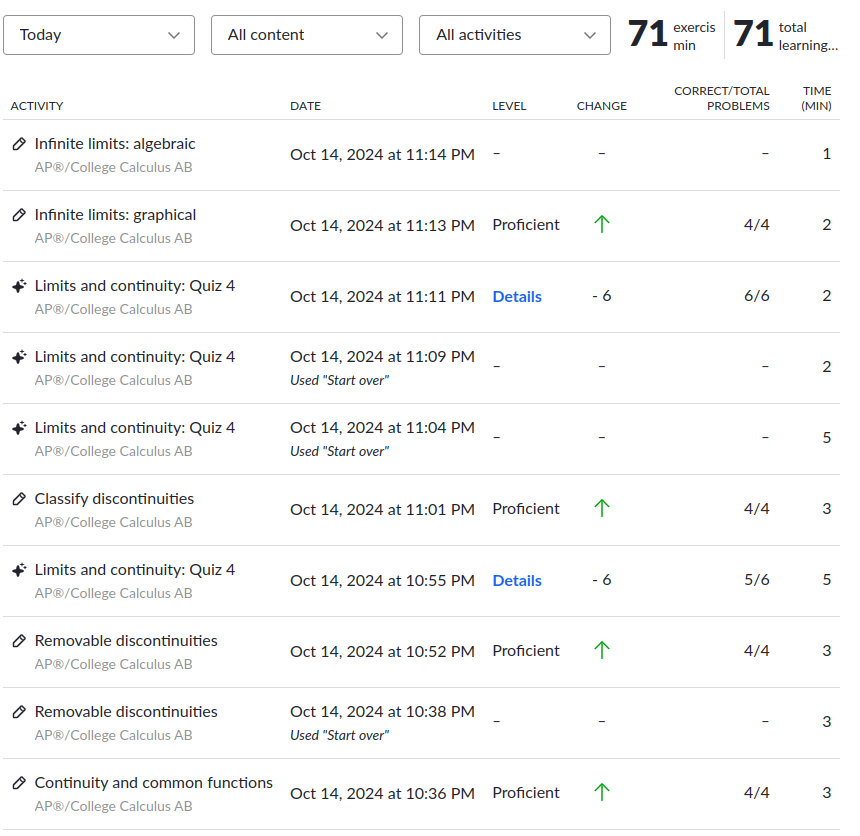 Today All content All activities 71 exercis min 71 total learning...
ACTIVITY DATE LEVEL CHANGE CORRECT/TOTAL PROBLEMS TIME (MIN)
Infinite limits: algebraic
AP®/College Calculus AB
Oct 14, 2024 at 11:14 PM – – – 1
Infinite limits: graphical
AP®/College Calculus AB
Oct 14, 2024 at 11:13 PM Proficient ↑ 4/4 2
Limits and continuity: Quiz 4
AP®/College Calculus AB
Oct 14, 2024 at 11:11 PM Details - 6 6/6 2
Limits and continuity: Quiz 4
AP®/College Calculus AB
Oct 14, 2024 at 11:09 PM
Used "Start over"
– – – 2
Limits and continuity: Quiz 4
AP®/College Calculus AB
Oct 14, 2024 at 11:04 PM
Used "Start over"
– – – 5
Classify discontinuities
AP®/College Calculus AB
Oct 14, 2024 at 11:01 PM Proficient ↑ 4/4 3
Limits and continuity: Quiz 4
AP®/College Calculus AB
Oct 14, 2024 at 10:55 PM Details - 6 5/6 5
Removable discontinuities
AP®/College Calculus AB
Oct 14, 2024 at 10:52 PM Proficient ↑ 4/4 3
Removable discontinuities
AP®/College Calculus AB
Oct 14, 2024 at 10:38 PM
Used "Start over"
– – – 3
Continuity and common functions
AP®/College Calculus AB
Oct 14, 2024 at 10:36 PM Proficient ↑ 4/4 3